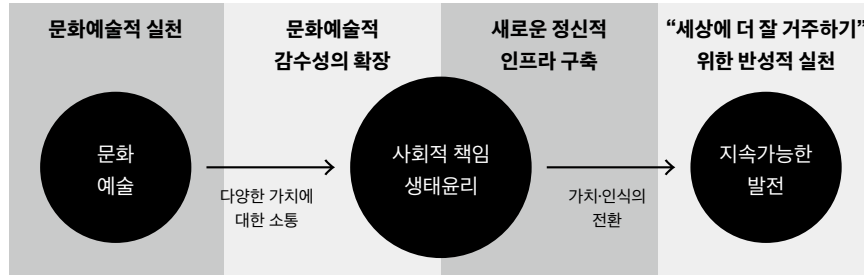 문화예술적 실천
문화예술적
감수성의 확장
새로운 정신적
인프라 구축
“세상에 더 잘 거주하기”
위한 반성적 실천
문화
예술
다양한 가치에
대한 소통
사회적 책임
생태윤리
가치·인식의
전환
지속가능한
발전